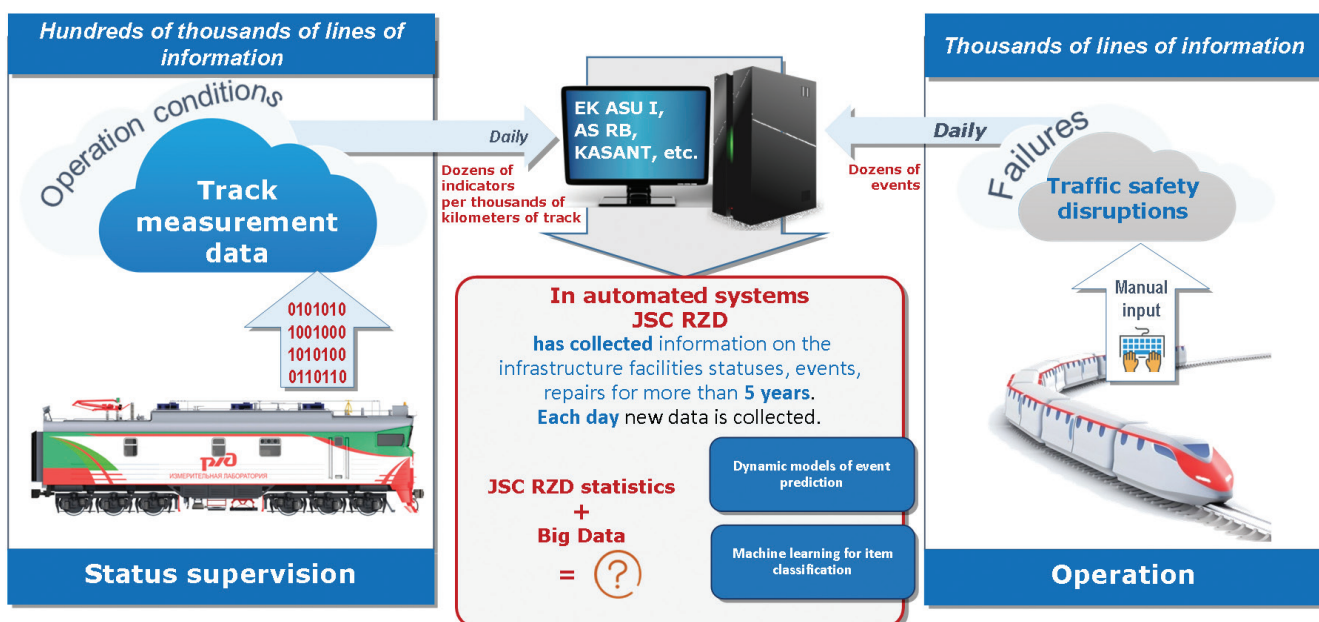 Hundreds of thousands of lines of
information
Operation conditions
Track
measurement
data
0101010
1001000
1010100
0110110
РЖД
ИЗМЕРИТЕЛЬНАЯ ЛАБОРАТОРИЯ
Status supervision
Daily
Dozens of
indicators
per thousands of
kilometers of track
EK ASU I,
AS RB,
KASANT, etc.
In automated systems
JSC RZD
has collected information on the
infrastructure facilities statuses, events,
repairs for more than 5 years.
Each day new data is collected.
JSC RZD statistics
+
Big Data
= ?
Dynamic models of event
prediction
Machine learning for item
classification
Thousands of lines of information
Daily
Dozens of
events
Failures
Traffic safety
disruptions
Manual
input
Operation